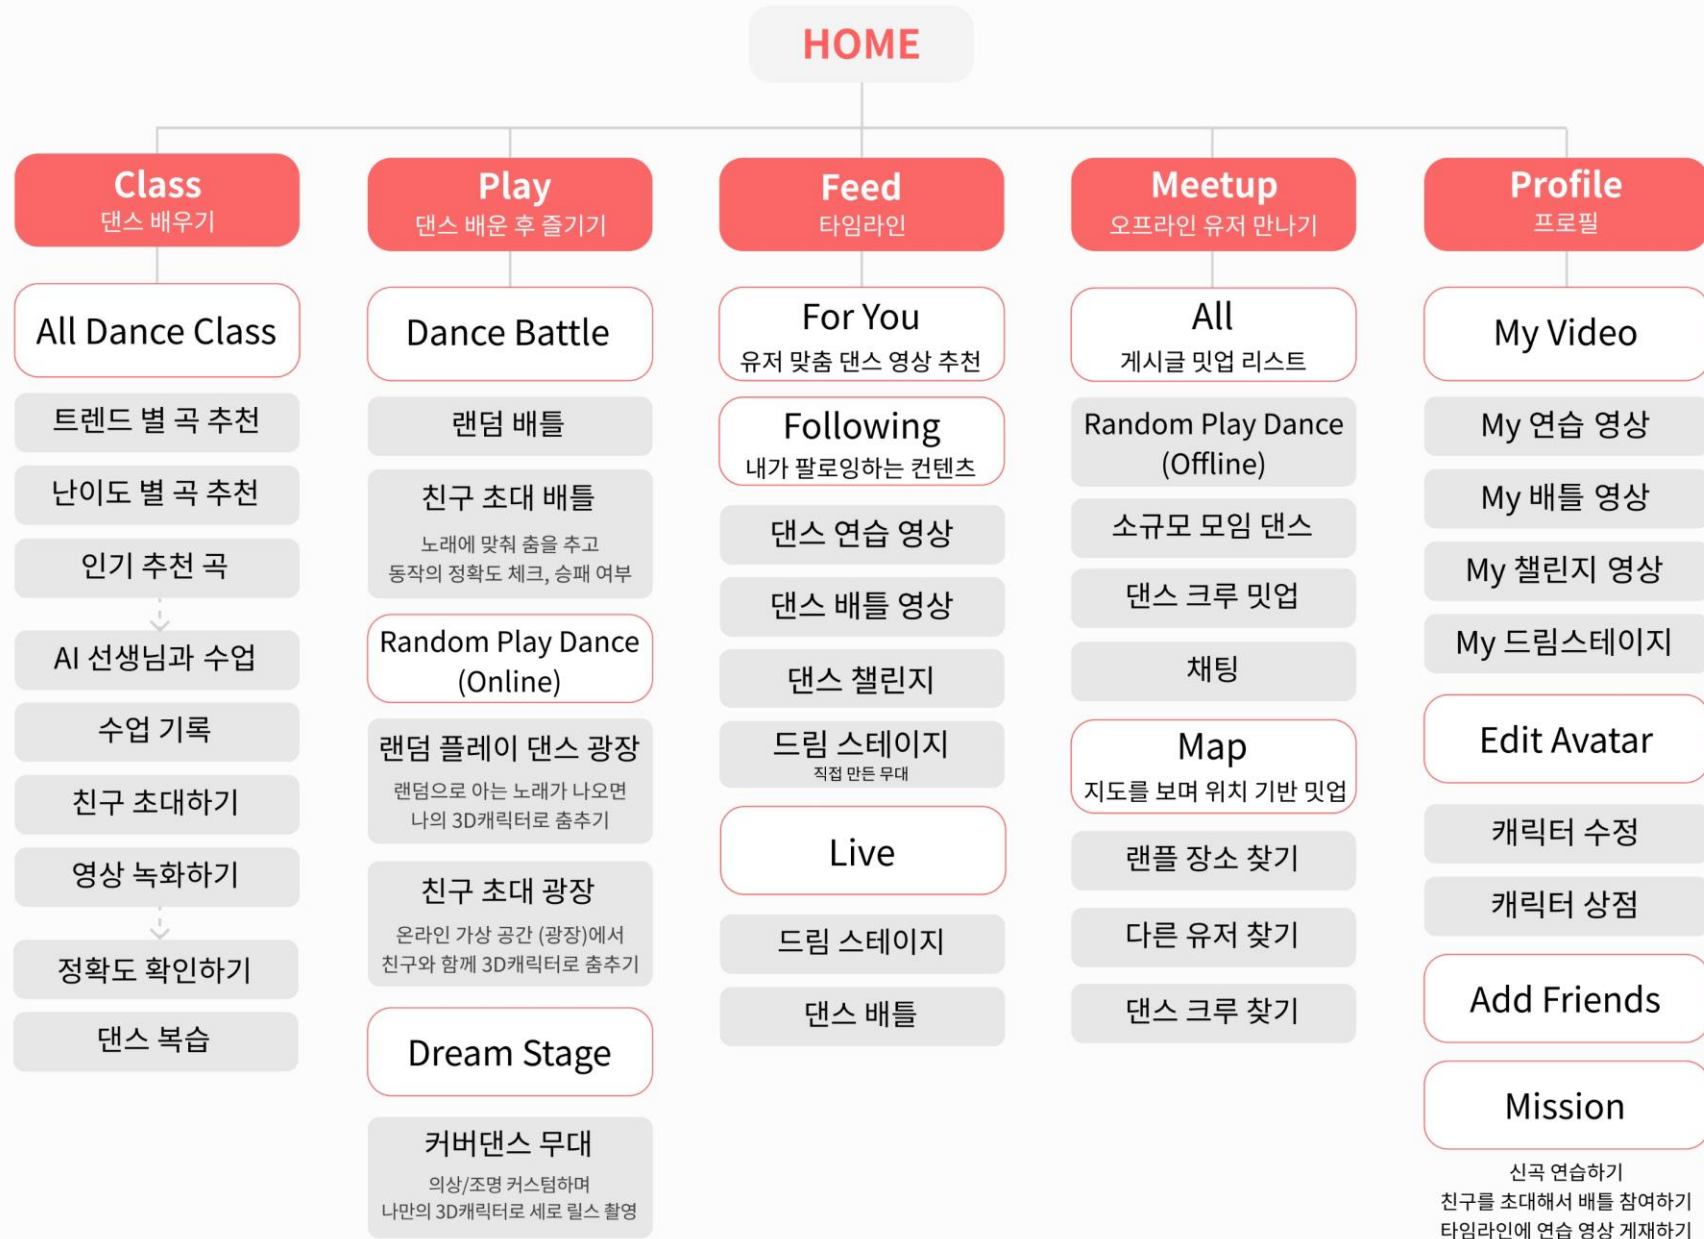 HOME
Class
댄스 배우기
All Dance Class
트렌드 별 곡 추천
난이도 별 곡 추천
인기 추천 곡
AI 선생님과 수업
수업 기록
친구 초대하기
영상 녹화하기
정확도 확인하기
댄스 복습
Play
댄스 배운 후 즐기기
Dance Battle
랜덤 배틀
친구 초대 배틀
노래에 맞춰 춤을 추고
동작의 정확도 체크, 승패 여부
Random Play Dance
(Online)
랜덤 플레이 댄스 광장
랜덤으로 아는 노래가 나오면
나의 3D캐릭터로 춤추기
친구 초대 광장
온라인 가상 공간 (광장)에서
친구와 함께 3D캐릭터로 춤추기
Dream Stage
커버댄스 무대
의상/조명 커스텀하며
나만의 3D캐릭터로 세로 릴스 촬영
Feed
타임라인
For You
유저 맞춤 댄스 영상 추천
Following
내가 팔로잉하는 컨텐츠
댄스 연습 영상
댄스 배틀 영상
댄스 챌린지
드림 스테이지
직접 만든 무대
Live
드림 스테이지
댄스 배틀
Meetup
오프라인 유저 만나기
All
게시글 밋업 리스트
Random Play Dance
(Offline)
소규모 모임 댄스
댄스 크루 밋업
채팅
Map
지도를 보며 위치 기반 밋업
랜플 장소 찾기
다른 유저 찾기
댄스 크루 찾기
Profile
프로필
My Video
My 연습 영상
My 배틀 영상
My 챌린지 영상
My 드림스테이지
Edit Avatar
캐릭터 수정
캐릭터 상점
Add Friends
Mission
신곡 연습하기
친구를 초대해서 배틀 참여하기
타임라인에 연습 영상 게재하기